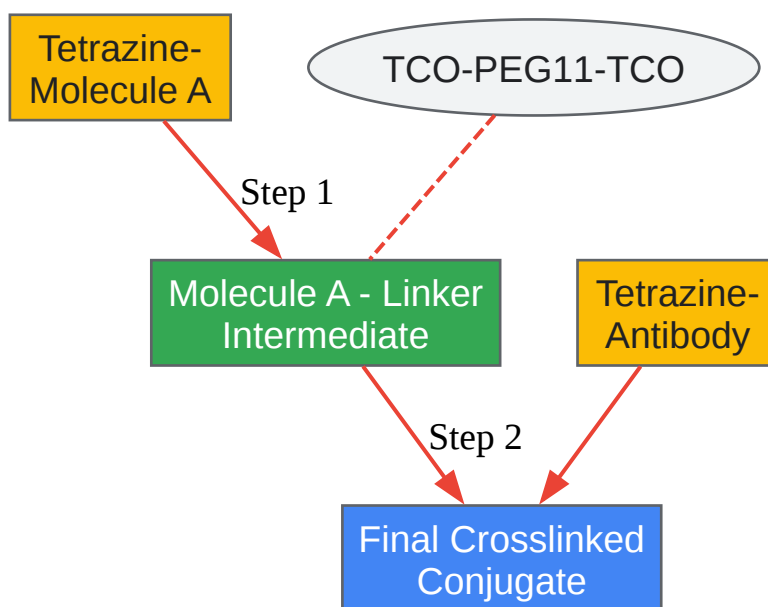 Tetrazine-
Molecule A
TCO-PEG11-TCO
Step 1
Molecule A - Linker
Intermediate
Tetrazine-
Antibody
Step 2
Final Crosslinked
Conjugate